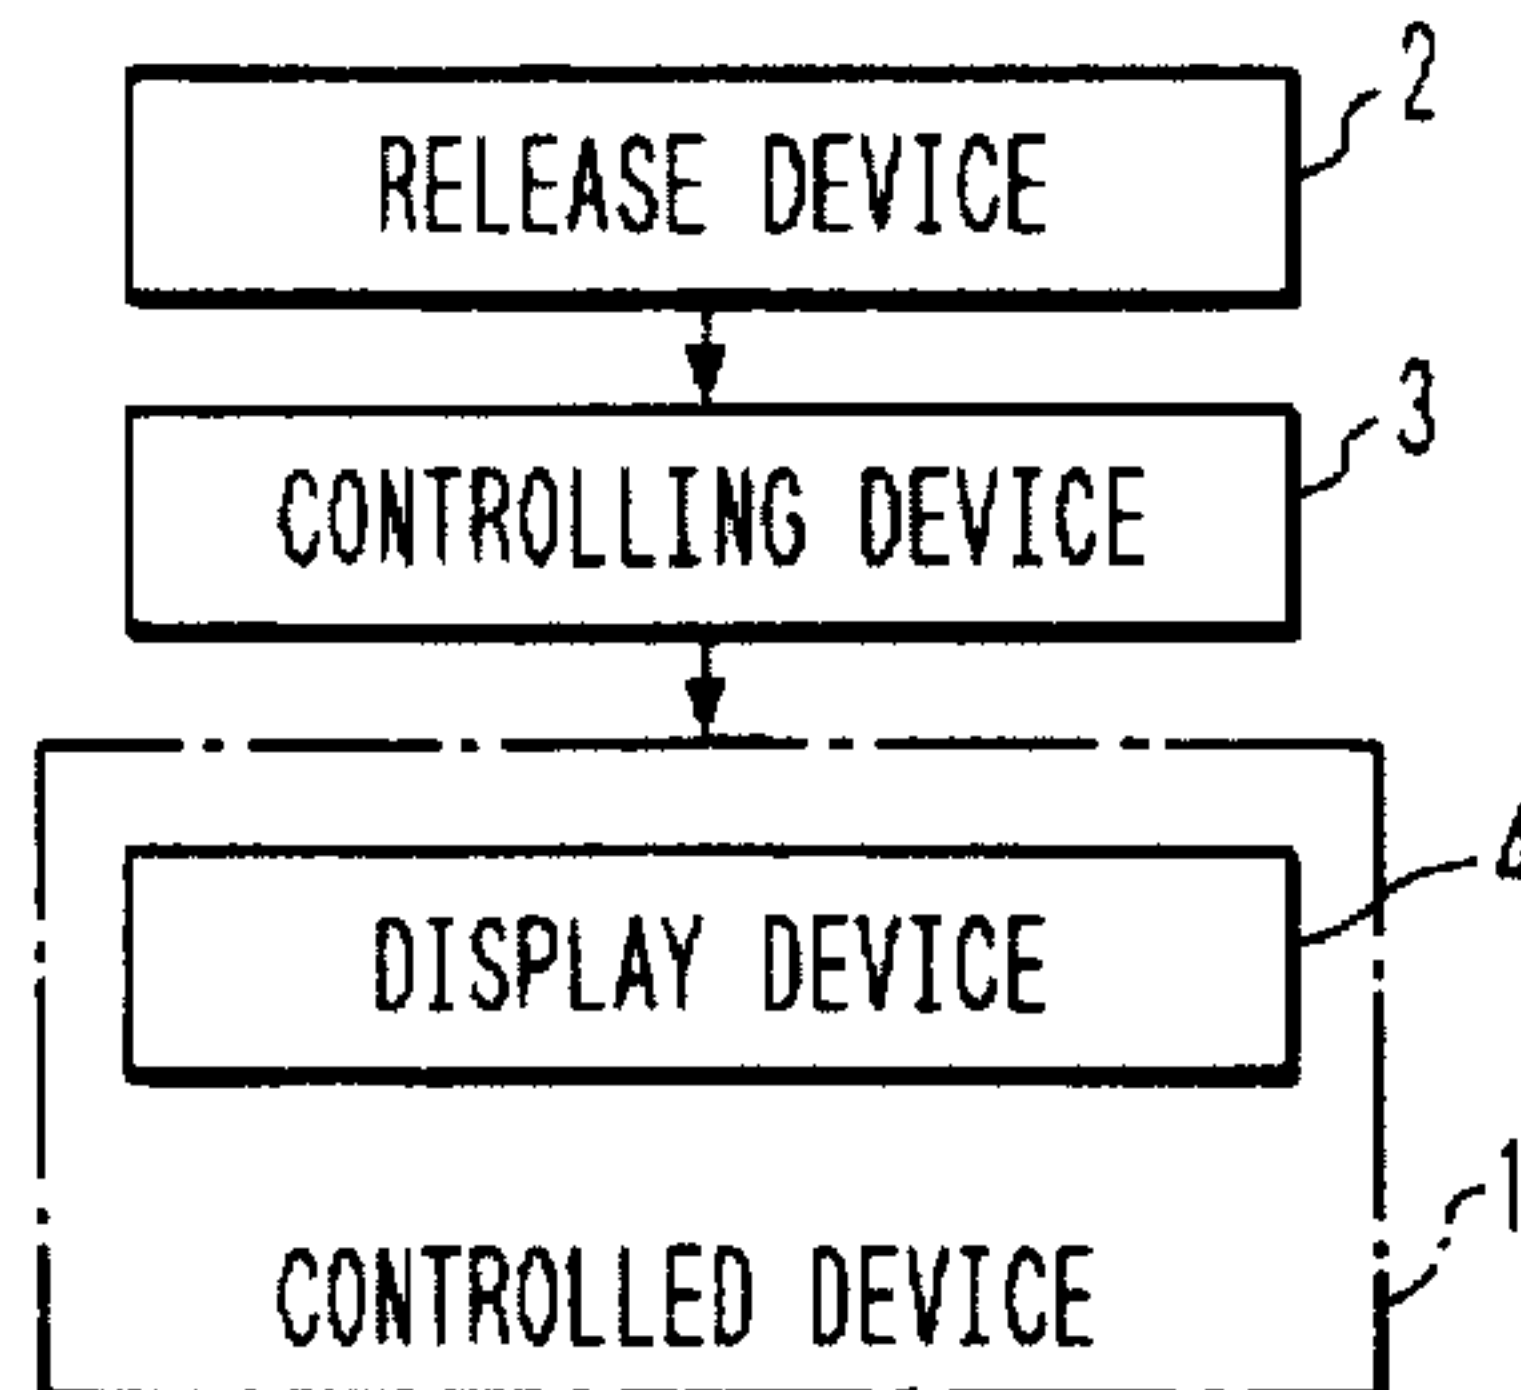 RELEASE DEVICE
2
CONTROLLING DEVICE
3
DISPLAY DEVICE
CONTROLLED DEVICE
1